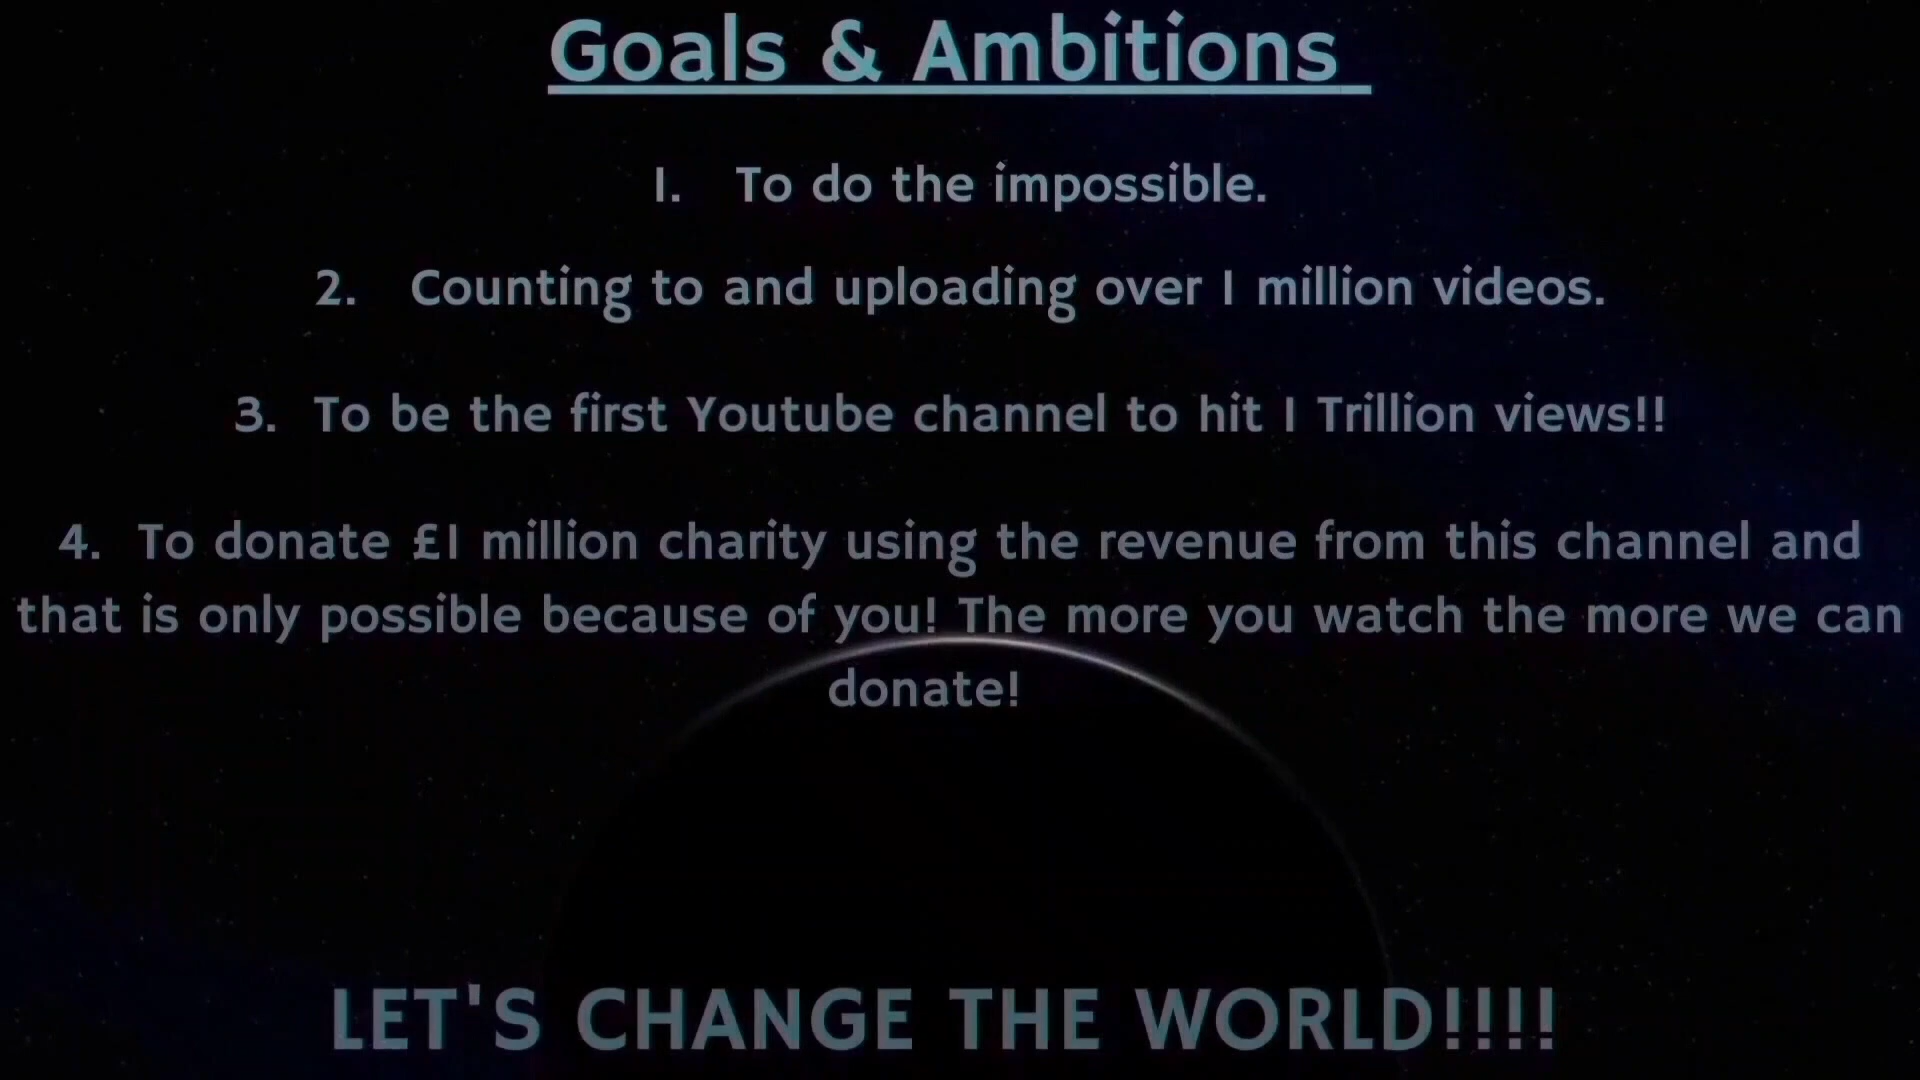 Goals & Ambitions
1. To do the impossible.
2. Counting to and uploading over 1 million videos.
3. To be the first Youtube channel to hit 1 Trillion views!!
4. To donate £1 million charity using the revenue from this channel and
that is only possible because of you! The more you watch the more we can
donate!
LET'S CHANGE THE WORLD!!!!